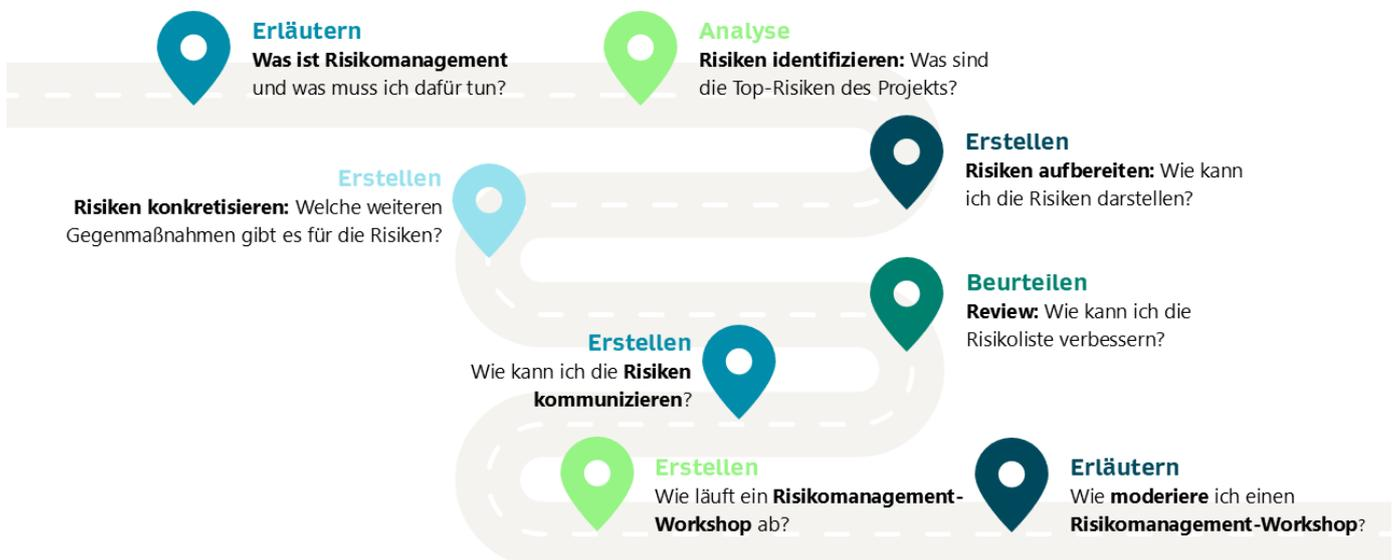 Erläutern
Was ist Risikomanagement
und was muss ich dafür tun?
Analyse
Risiken identifizieren: Was sind
die Top-Risiken des Projekts?
Erstellen
Risiken aufbereiten: Wie kann
ich die Risiken darstellen?
Erstellen
Risiken konkretisieren: Welche weiteren
Gegenmaßnahmen gibt es für die Risiken?
Beurteilen
Review: Wie kann ich die
Risikoliste verbessern?
Erstellen
Wie kann ich die Risiken
kommunizieren?
Erstellen
Wie läuft ein Risikomanagement-
Workshop ab?
Erläutern
Wie moderiere ich einen
Risikomanagement-Workshop?